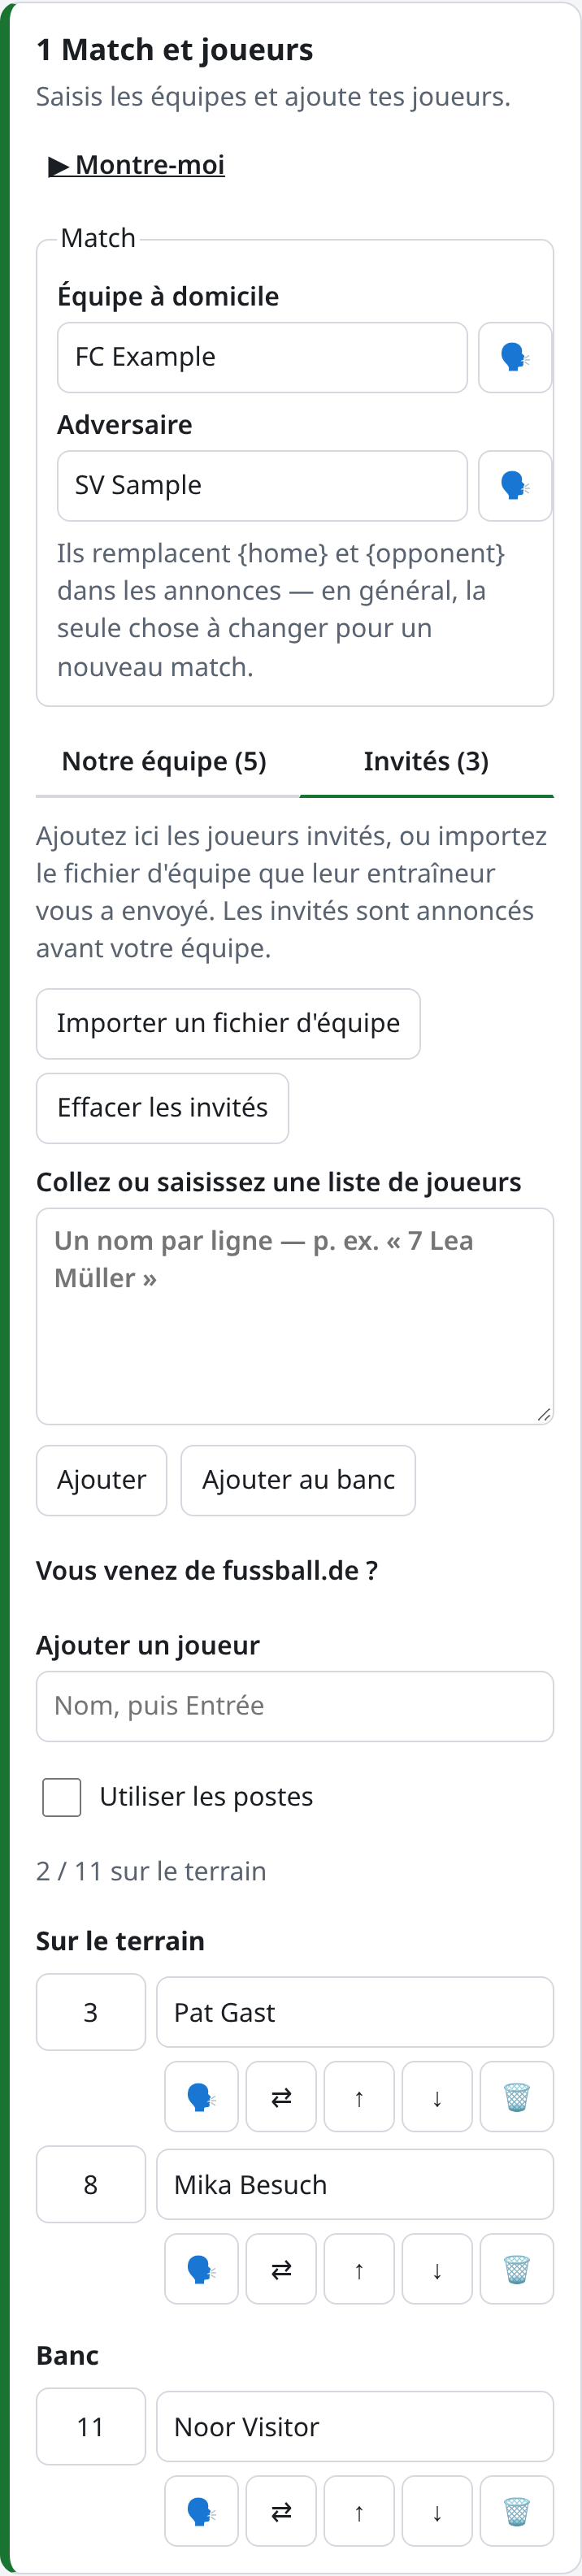 1 Match et joueurs
Saisis les équipes et ajoute tes joueurs.
▶ Montre-moi
Match
Équipe à domicile
FC Example
Adversaire
SV Sample
Ils remplacent {home} et {opponent}
dans les annonces — en général, la
seule chose à changer pour un
nouveau match.
Notre équipe (5) Invités (3)
Ajoutez ici les joueurs invités, ou importez
le fichier d'équipe que leur entraîneur
vous a envoyé. Les invités sont annoncés
avant votre équipe.
Importer un fichier d'équipe
Effacer les invités
Collez ou saisissez une liste de joueurs
Un nom par ligne — p. ex. « 7 Lea
Müller »
Ajouter Ajouter au banc
Vous venez de fussball.de ?
Ajouter un joueur
Nom, puis Entrée
Utiliser les postes
2 / 11 sur le terrain
Sur le terrain
3 Pat Gast
⇄ ↑ ↓
8 Mika Besuch
⇄ ↑ ↓
Banc
11 Noor Visitor
⇄ ↑ ↓